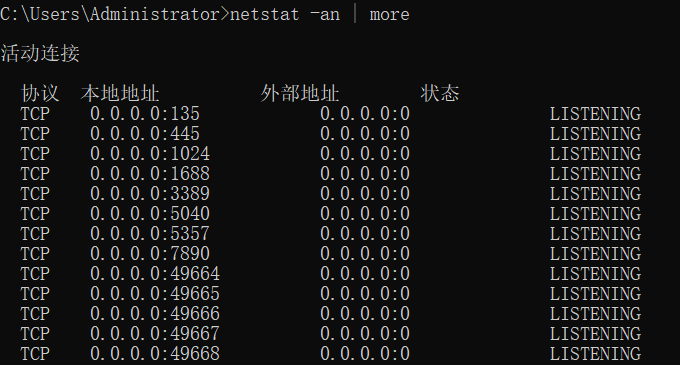 C:\Users\Administrator>netstat -an | more
活动连接
协议 本地地址 外部地址 状态
TCP 0.0.0.0:135 0.0.0.0:0 LISTENING
TCP 0.0.0.0:445 0.0.0.0:0 LISTENING
TCP 0.0.0.0:1024 0.0.0.0:0 LISTENING
TCP 0.0.0.0:1688 0.0.0.0:0 LISTENING
TCP 0.0.0.0:3389 0.0.0.0:0 LISTENING
TCP 0.0.0.0:5040 0.0.0.0:0 LISTENING
TCP 0.0.0.0:5357 0.0.0.0:0 LISTENING
TCP 0.0.0.0:7890 0.0.0.0:0 LISTENING
TCP 0.0.0.0:49664 0.0.0.0:0 LISTENING
TCP 0.0.0.0:49665 0.0.0.0:0 LISTENING
TCP 0.0.0.0:49666 0.0.0.0:0 LISTENING
TCP 0.0.0.0:49667 0.0.0.0:0 LISTENING
TCP 0.0.0.0:49668 0.0.0.0:0 LISTENING